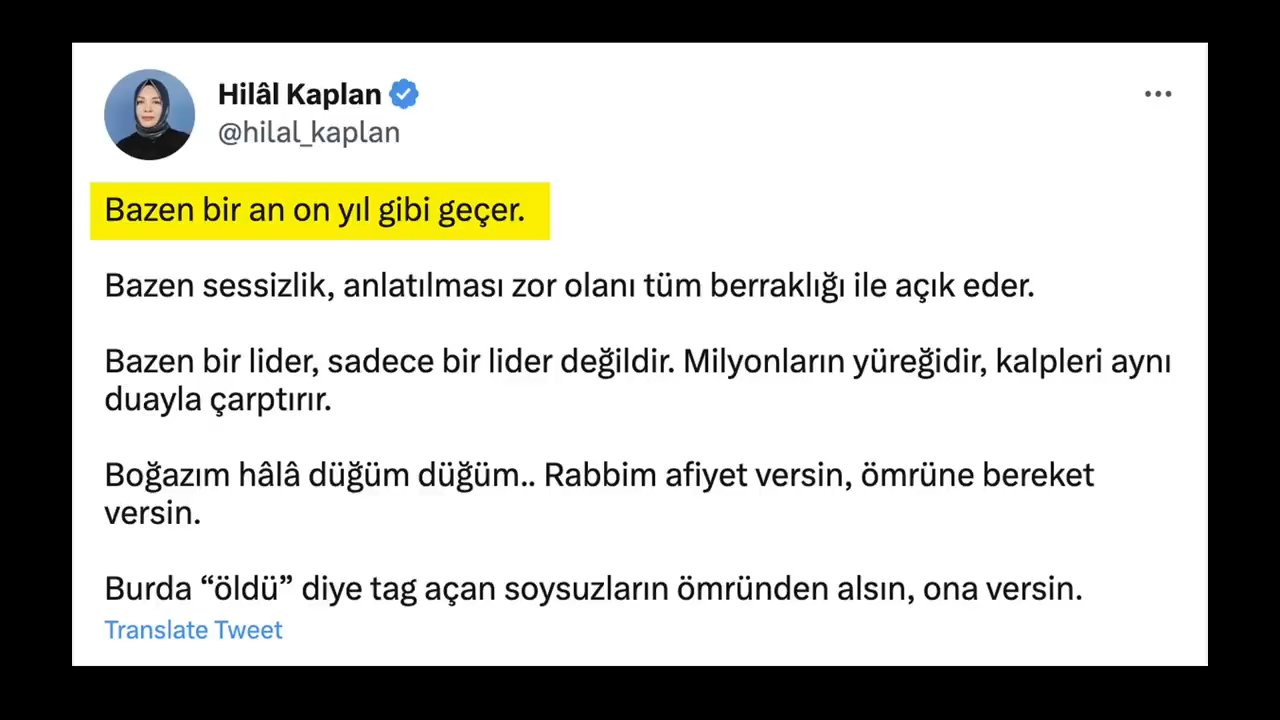 Hilâl Kaplan
@hilal_kaplan
Bazen bir an on yıl gibi geçer.
Bazen sessizlik, anlatılması zor olanı tüm berraklığı ile açık eder.
Bazen bir lider, sadece bir lider değildir. Milyonların yüreğidir, kalpleri aynı
duayla çarptırır.
Boğazım hâlâ düğüm düğüm.. Rabbim afiyet versin, ömrüne bereket
versin.
Burda “öldü” diye tag açan soysuzların ömründen alsın, ona versin.
Translate Tweet